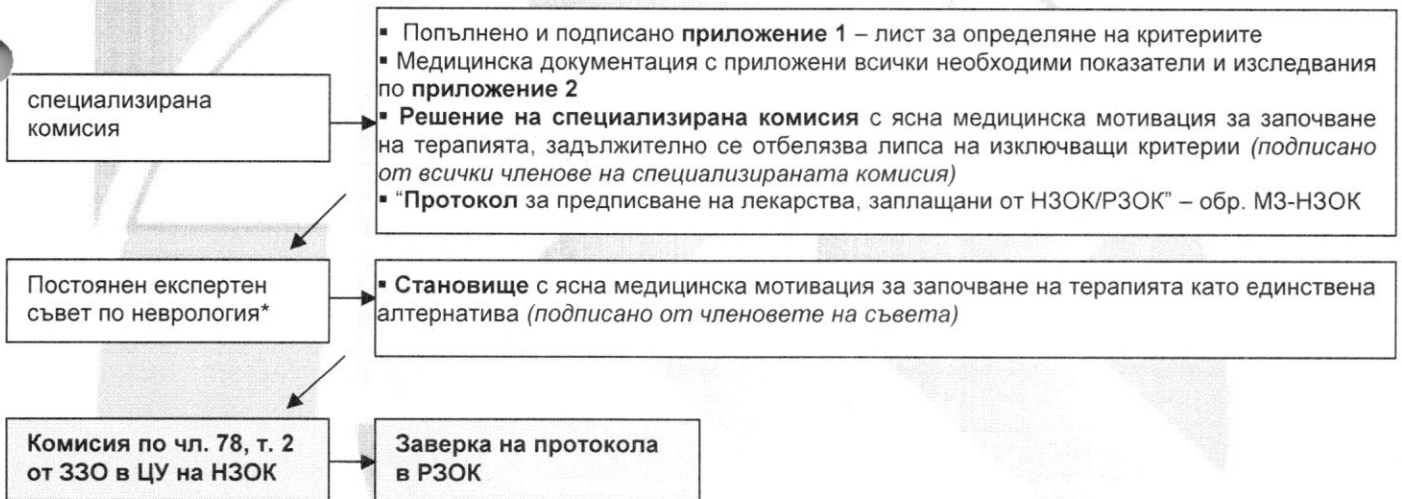 специализирана
комисия
▪ Попълнено и подписано приложение 1 – лист за определяне на критериите
▪ Медицинска документация с приложени всички необходими показатели и изследвания
по приложение 2
▪ Решение на специализирана комисия с ясна медицинска мотивация за започване
на терапията, задължително се отбелязва липса на изключващи критерии (подписано
от всички членове на специализираната комисия)
▪ "Протокол за предписване на лекарства, заплащани от НЗОК/РЗОК" – обр. МЗ-НЗОК
Постоянен експертен
съвет по неврология*
▪ Становище с ясна медицинска мотивация за започване на терапията като единствена
алтернатива (подписано от членовете на съвета)
Комисия по чл. 78, т. 2
от ЗЗО в ЦУ на НЗОК
Заверка на протокола
в РЗОК